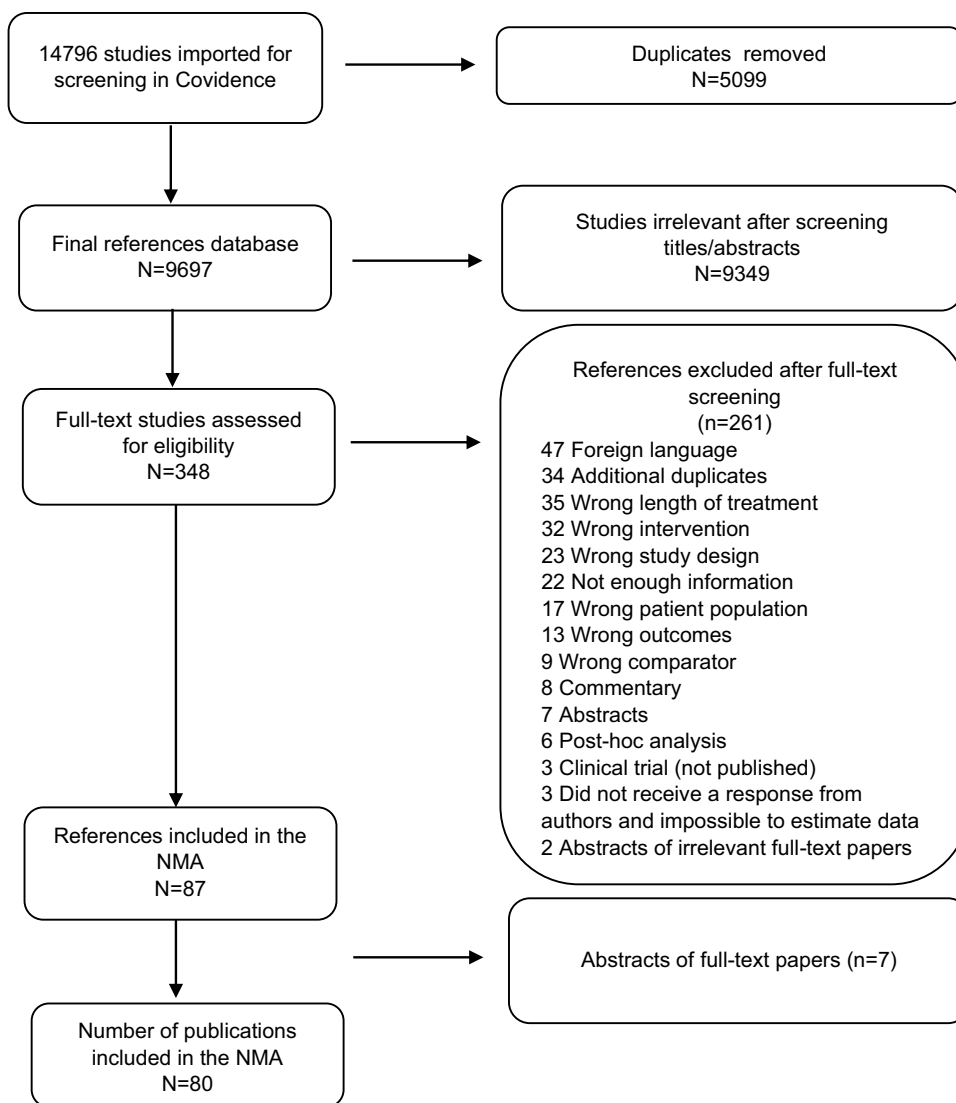 14796 studies imported for
screening in Covidence
Duplicates removed
N=5099
Final references database
N=9697
Studies irrelevant after screening
titles/abstracts
N=9349
Full-text studies assessed
for eligibility
N=348
References excluded after full-text
screening
(n=261)
47 Foreign language
34 Additional duplicates
35 Wrong length of treatment
32 Wrong intervention
23 Wrong study design
22 Not enough information
17 Wrong patient population
13 Wrong outcomes
9 Wrong comparator
8 Commentary
7 Abstracts
6 Post-hoc analysis
3 Clinical trial (not published)
3 Did not receive a response from
authors and impossible to estimate data
2 Abstracts of irrelevant full-text papers
References included in the
NMA
N=87
Abstracts of full-text papers (n=7)
Number of publications
included in the NMA
N=80